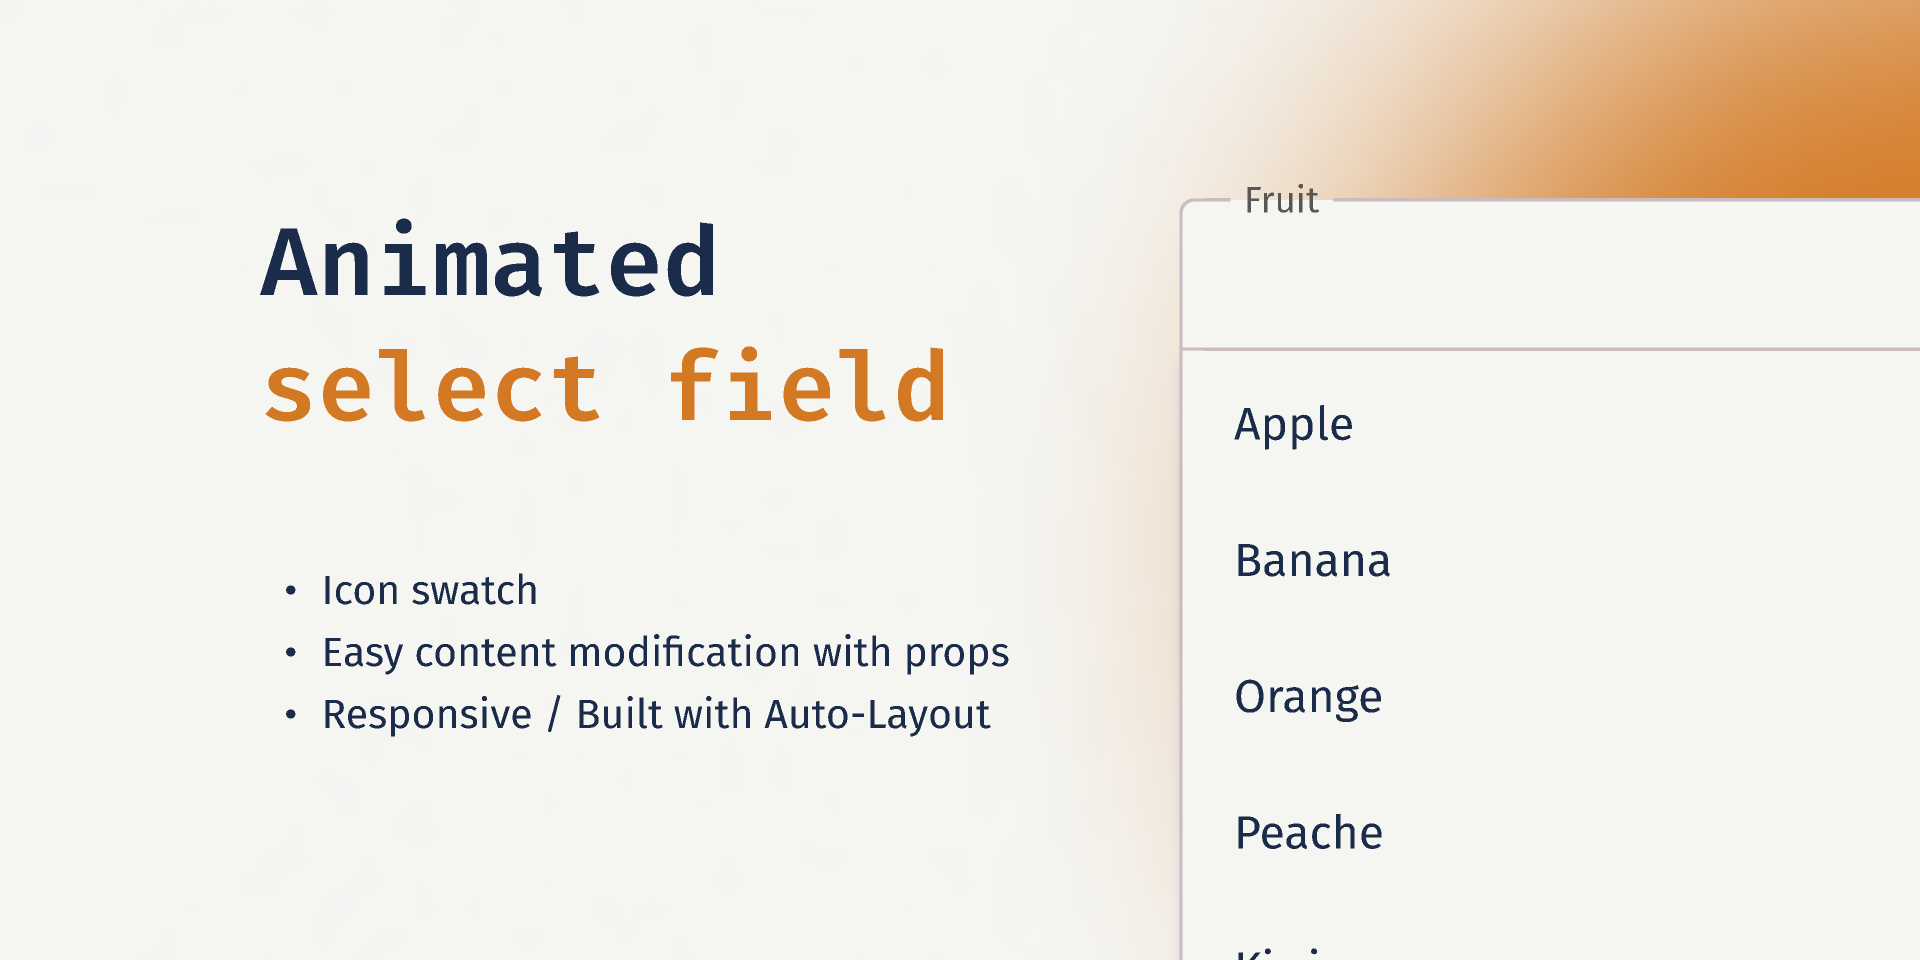 Animated
select field
• Icon swatch
• Easy content modification with props
• Responsive / Built with Auto-Layout
Fruit
Apple
Banana
Orange
Peache